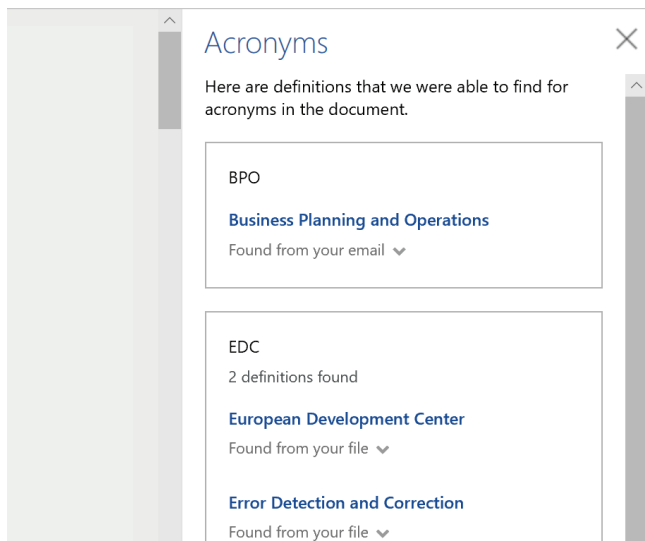 Acronyms
Here are definitions that we were able to find for
acronyms in the document.
BPO
Business Planning and Operations
Found from your email
EDC
2 definitions found
European Development Center
Found from your file
Error Detection and Correction
Found from your file